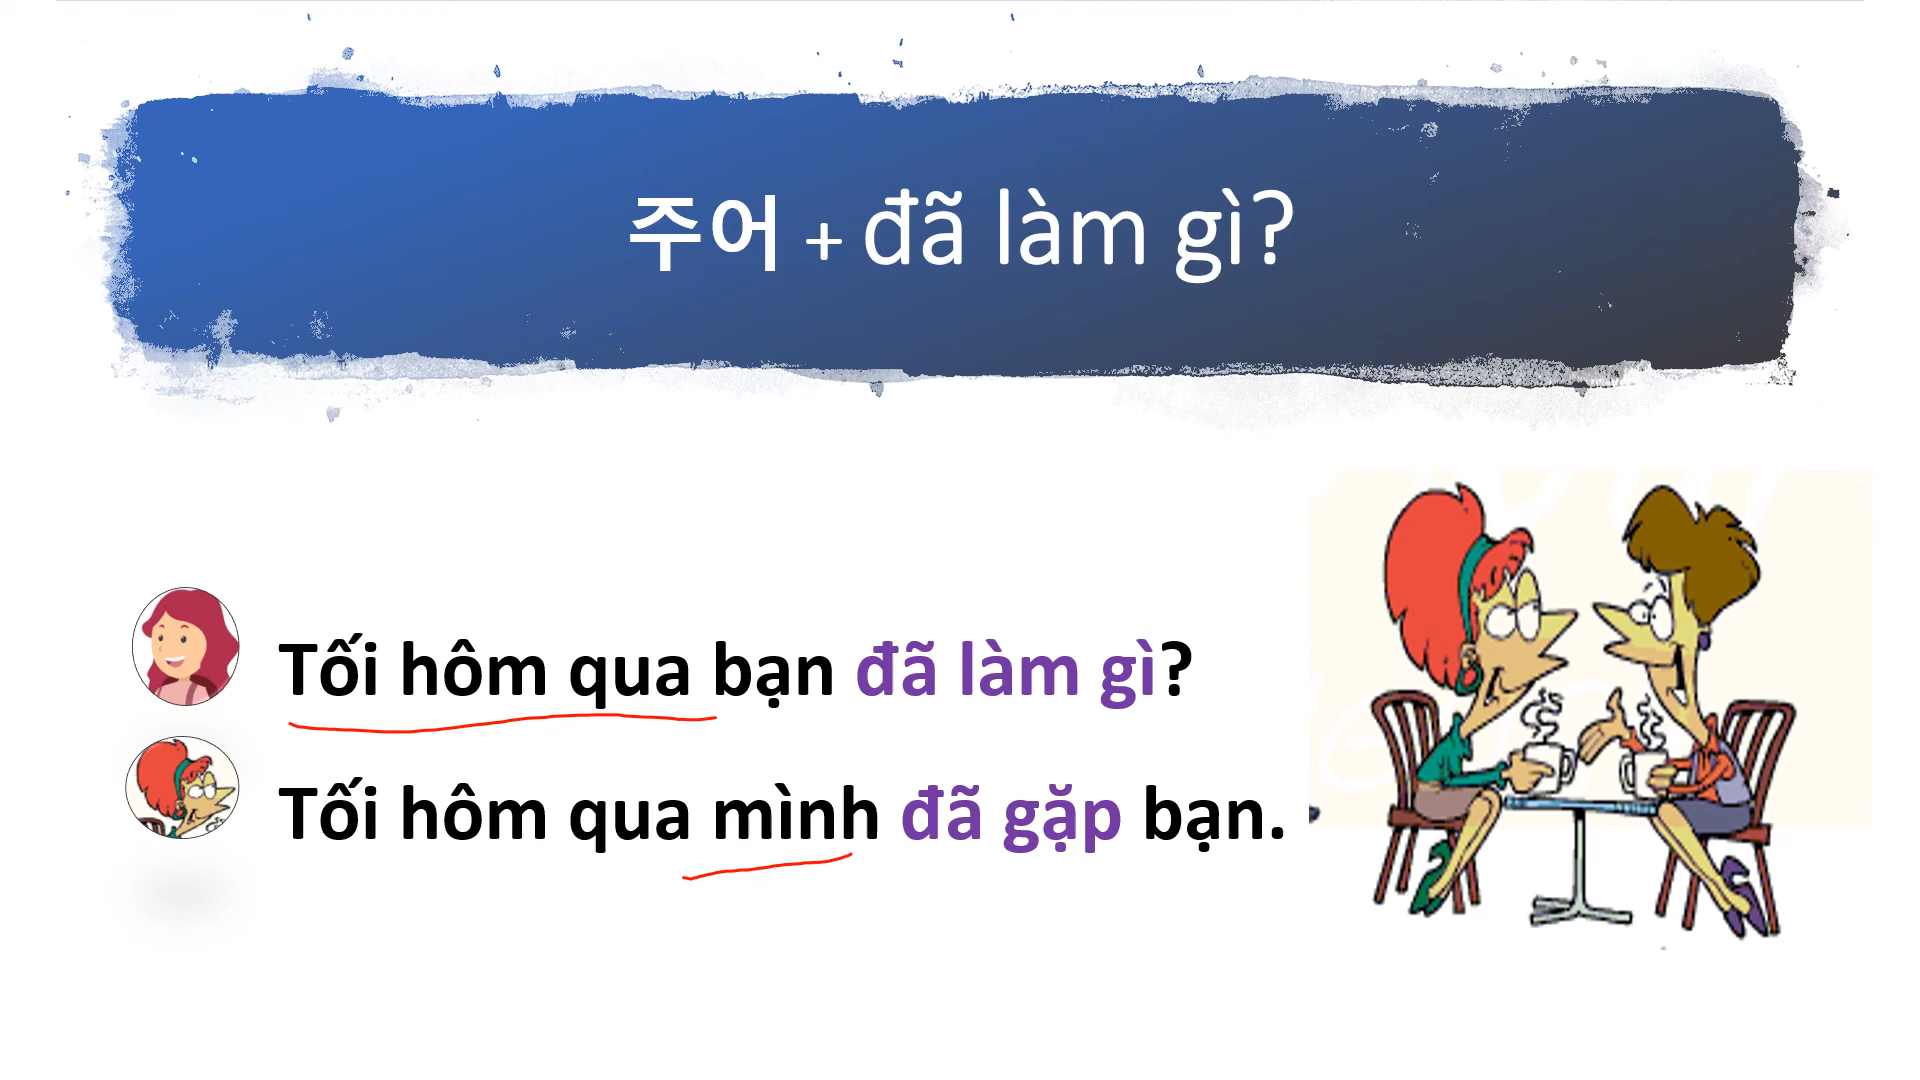 주어 + đã làm gì?
Tối hôm qua bạn đã làm gì?
Tối hôm qua mình đã gặp bạn.